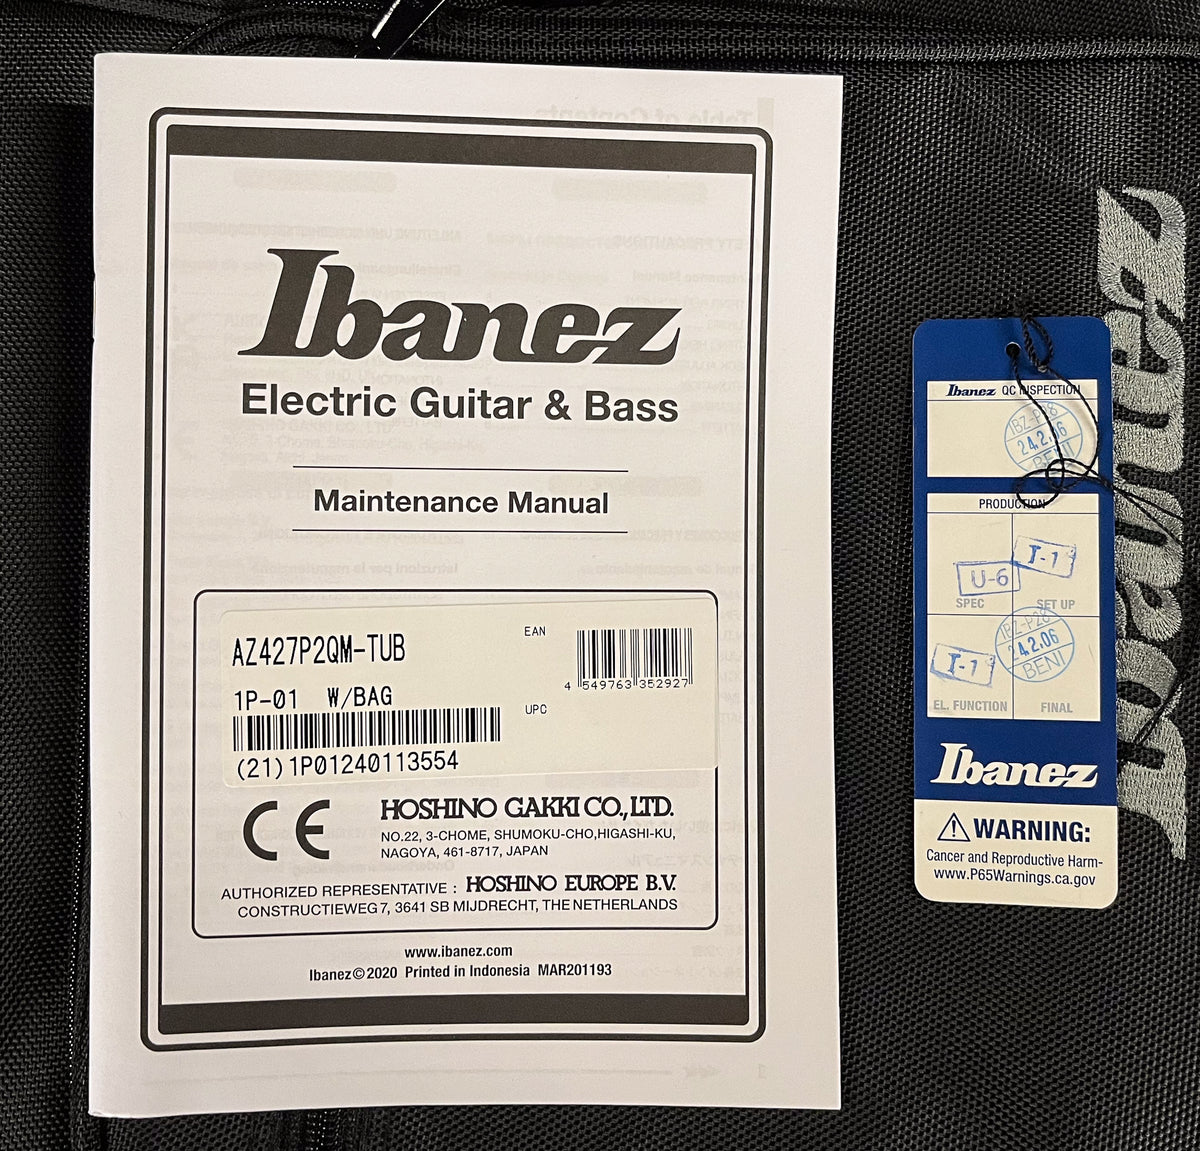 Ibanez
Electric Guitar & Bass
Maintenance Manual
AZ427P2QM-TUB
1P-01 W/BAG
(21)1P01240113554
EAN
4 549763 352927
UPC
CE
HOSHINO GAKKI CO., LTD.
NO.22, 3-CHOME, SHUMOKU-CHO,HIGASHI-KU,
NAGOYA, 461-8717, JAPAN
AUTHORIZED REPRESENTATIVE : HOSHINO EUROPE B.V.
CONSTRUCTIEWEG 7, 3641 SB MIJDRECHT, THE NETHERLANDS
www.ibanez.com
Ibanez©2020 Printed in Indonesia MAR201193
Ibanez QC INSPECTION
IBZ-P28
24.2.06
BENI
PRODUCTION
U-6
SPEC
I-1
SET UP
I-1
EL. FUNCTION
IBZ-P28
24.2.06
BENI
FINAL
Ibanez
WARNING:
Cancer and Reproductive Harm-
www.P65Warnings.ca.gov
Ibanez